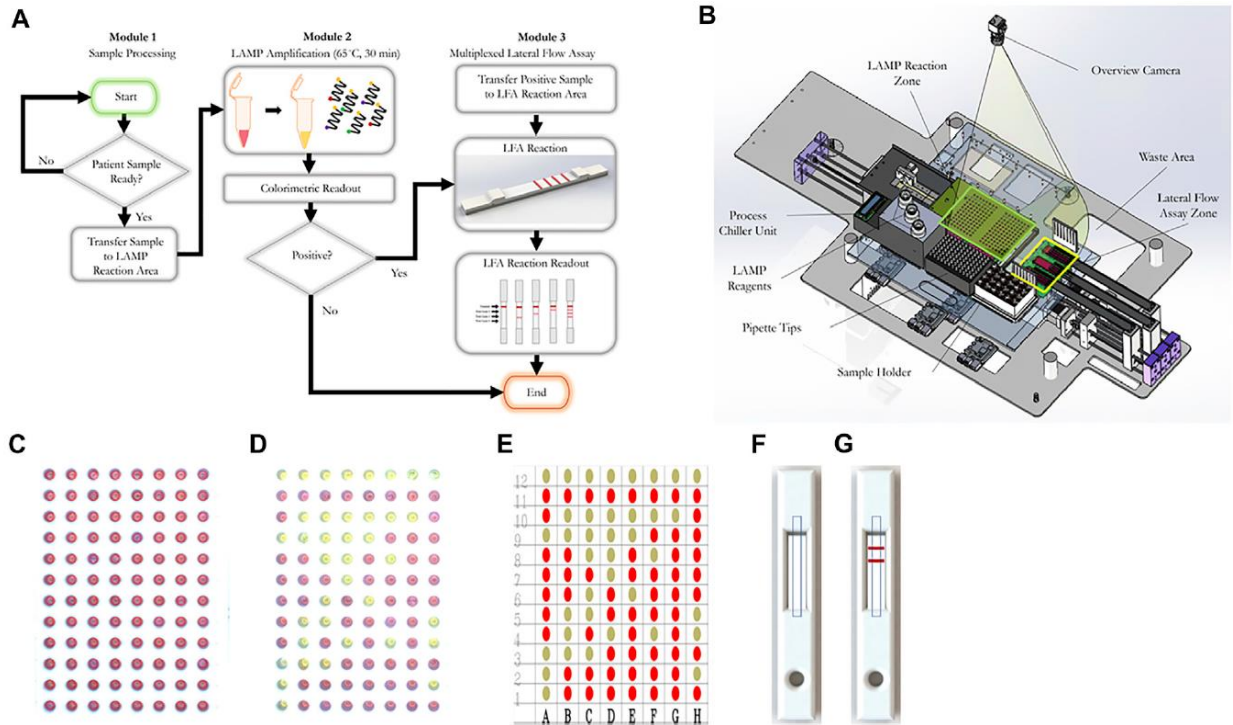 A
Module 1
Sample Processing
Start
No
Patient Sample
Ready?
Yes
Transfer Sample
to LAMP
Reaction Area
Module 2
LAMP Amplification (65°C, 30 min)
Colorimetric Readout
Positive?
Yes
No
Module 3
Multiplexed Lateral Flow Assay
Transfer Positive Sample
to LFA Reaction Area
LFA Reaction
LFA Reaction Readout
End
B
LAMP Reaction
Zone
Overview Camera
Waste Area
Lateral Flow
Assay Zone
Process
Chiller Unit
LAMP
Reagents
Pipette Tips
Sample Holder
C
D
E
12
11
10
9
8
7
6
5
4
3
2
1
A B C D E F G H
F
G